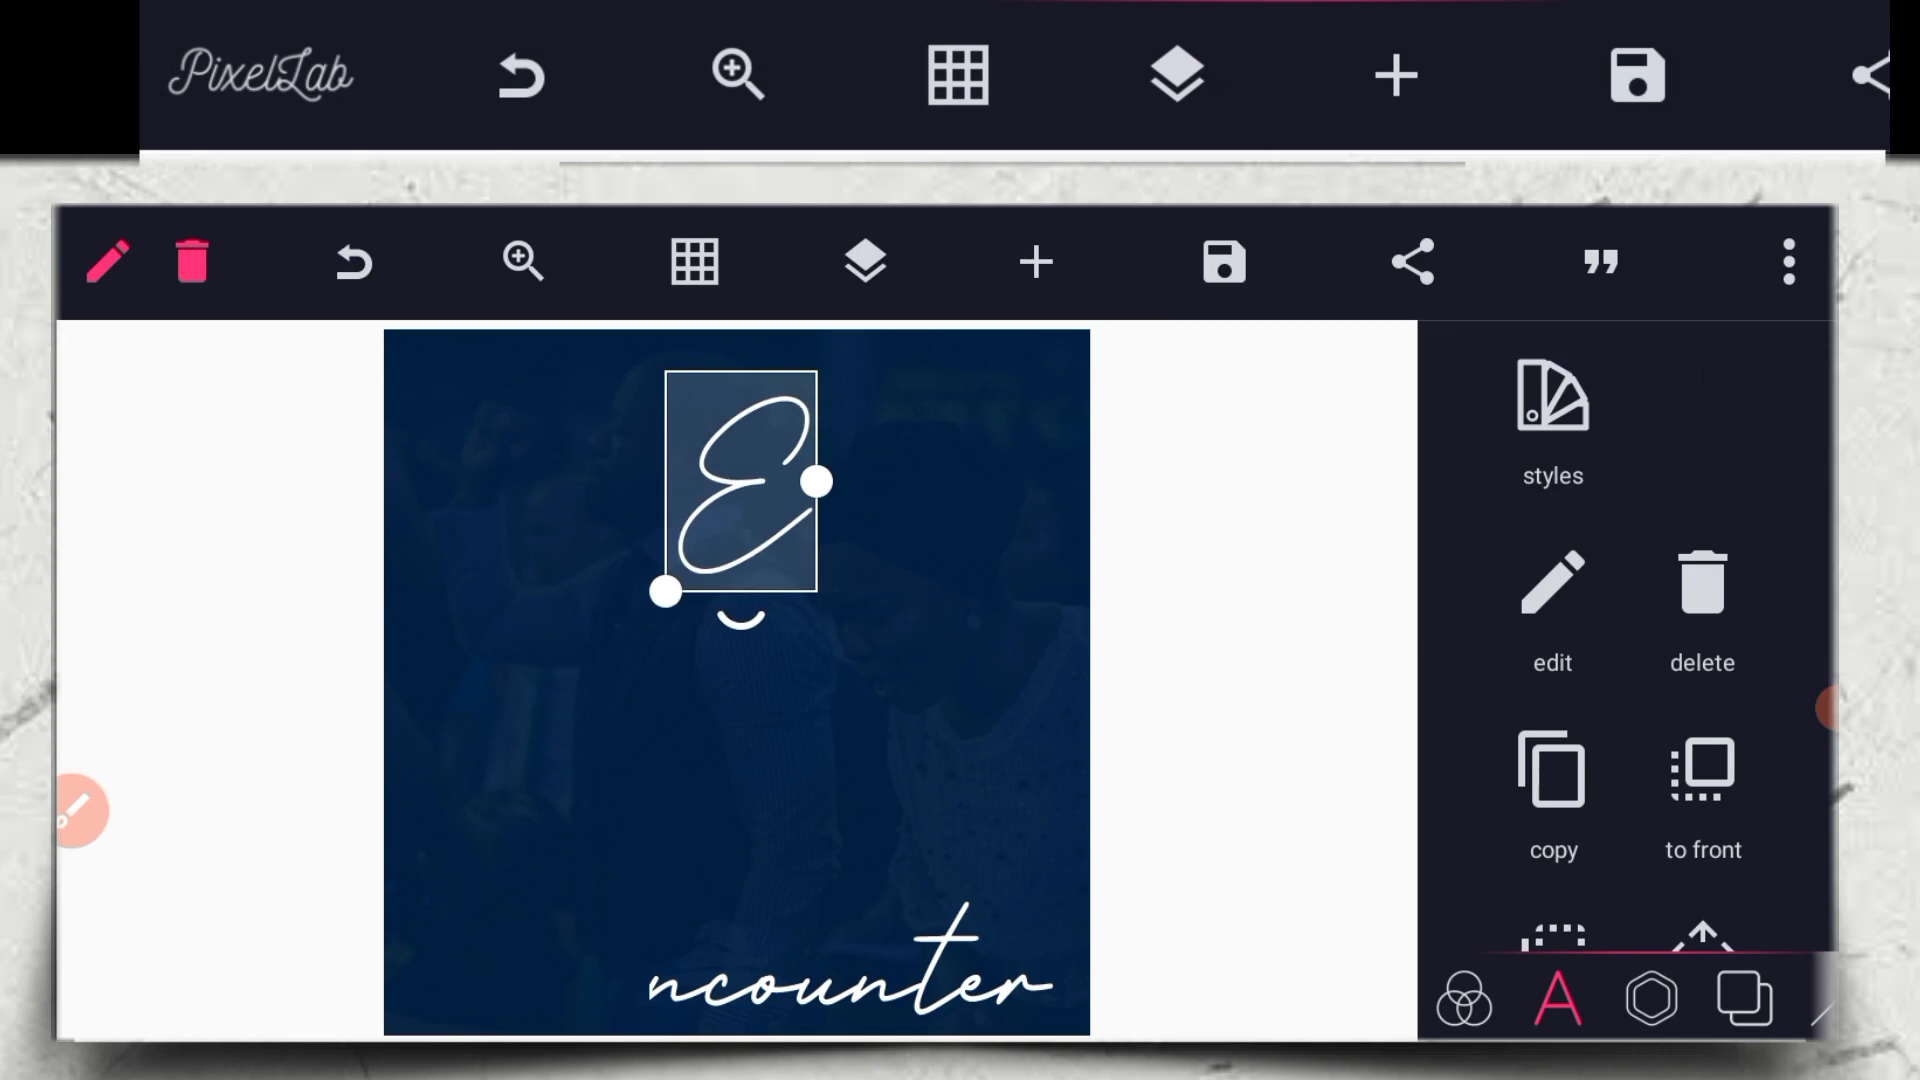 PixelLab
E
styles
edit
delete
copy
to front
ncounter